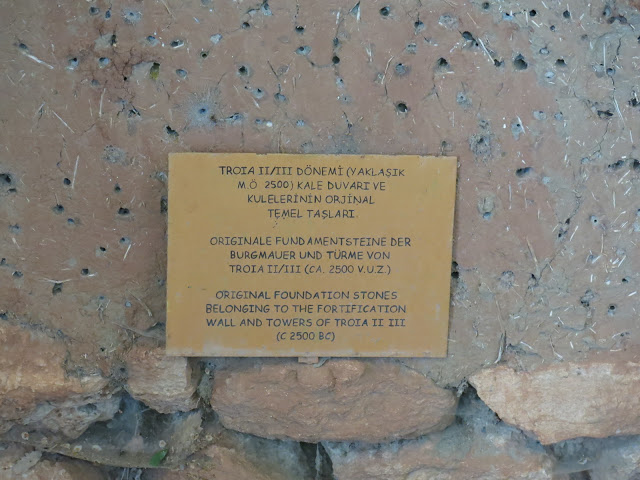 TROIA II/III DÖNEMİ (YAKLAŞIK
M.Ö 2500) KALE DUVARI VE
KULELERİNİN ORJİNAL
TEMEL TAŞLARI.
ORIGINALE FUNDAMENTSTEINE DER
BURGMAUER UND TÜRME VON
TROIA II/III (CA. 2500 V.U.Z.)
ORIGINAL FOUNDATION STONES
BELONGING TO THE FORTIFICATION
WALL AND TOWERS OF TROIA II III
(C 2500 BC)